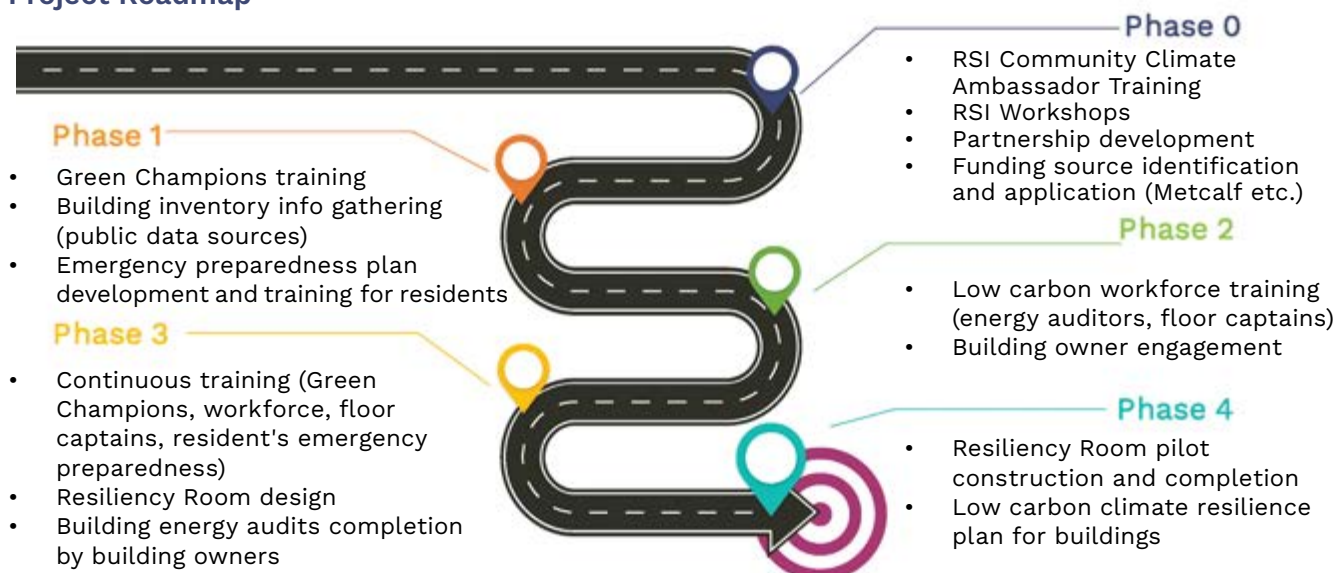 Project Roadmap
Phase 0
• RSI Community Climate
Ambassador Training
• RSI Workshops
• Partnership development
• Funding source identification
and application (Metcalf etc.)
Phase 1
• Green Champions training
• Building inventory info gathering
(public data sources)
• Emergency preparedness plan
development and training for residents
Phase 2
• Low carbon workforce training
(energy auditors, floor captains)
• Building owner engagement
Phase 3
• Continuous training (Green
Champions, workforce, floor
captains, resident's emergency
preparedness)
• Resiliency Room design
• Building energy audits completion
by building owners
Phase 4
• Resiliency Room pilot
construction and completion
• Low carbon climate resilience
plan for buildings